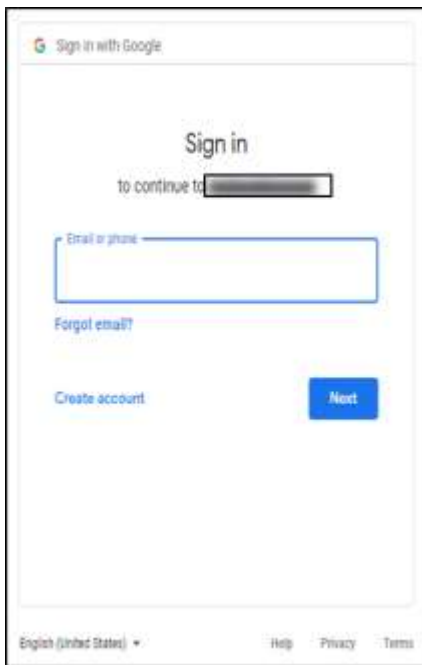 Sign in with Google
Sign in
to continue to
Email or phone
Forgot email?
Create account
Next
English (United States)
Help Privacy Terms